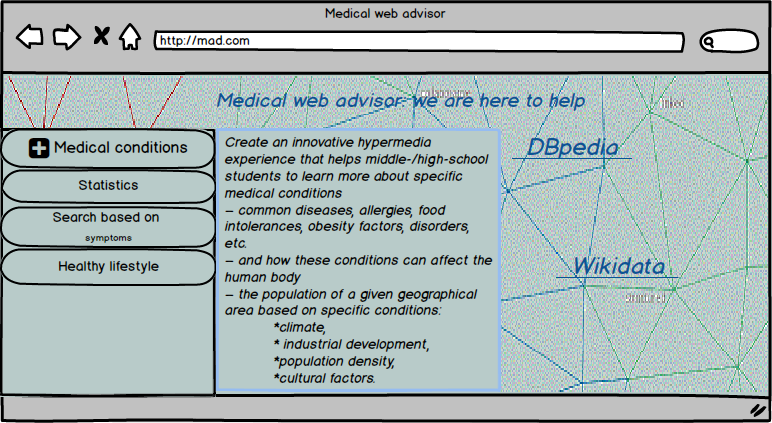 Medical web advisor
http://mad.com
Medical web advisor- we are here to help
linked
Medical conditions
Statistics
Search based on
symptoms
Healthy lifestyle
Create an innovative hypermedia
experience that helps middle-/high-school
students to learn more about specific
medical conditions
– common diseases, allergies, food
intolerances, obesity factors, disorders,
etc.
– and how these conditions can affect the
human body
– the population of a given geographical
area based on specific conditions:
*climate,
* industrial development,
*population density,
*cultural factors.
DBpedia
Wikidata
structured